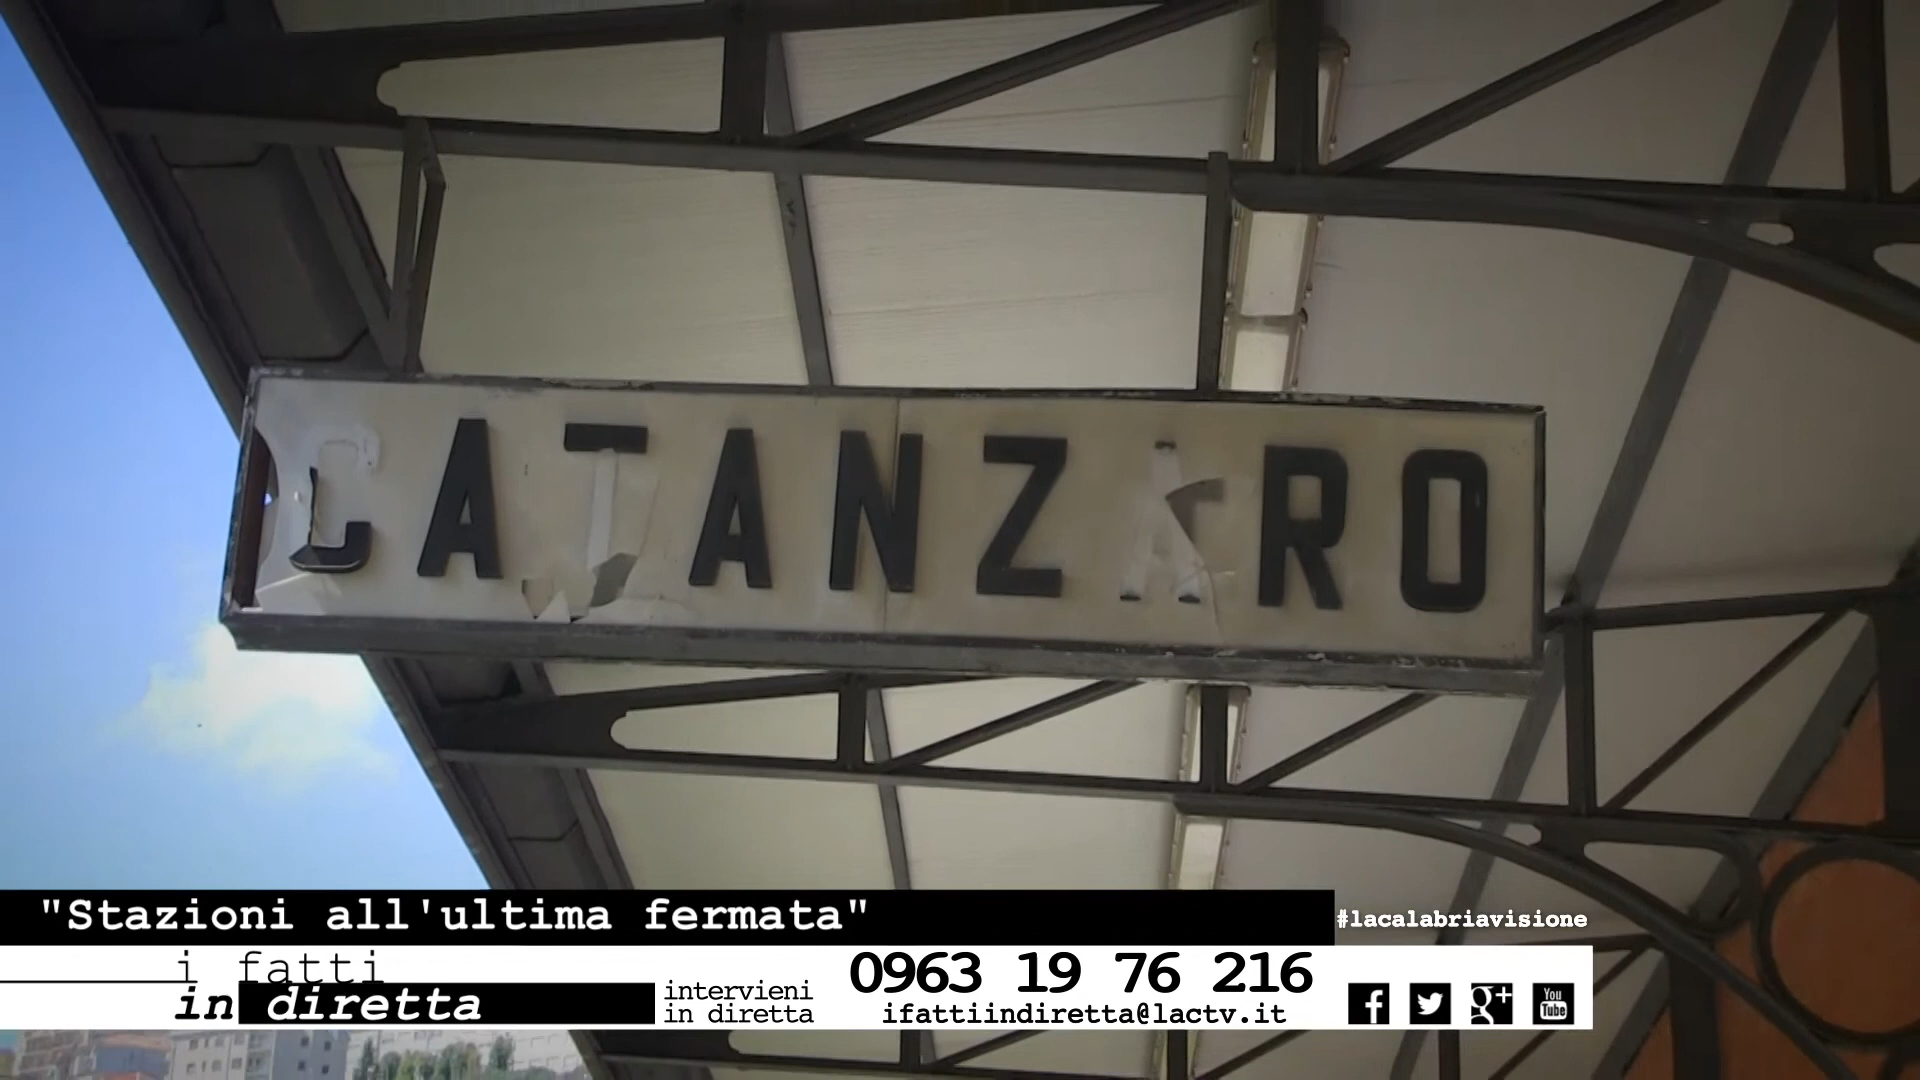 CATANZARO
"Stazioni all'ultima fermata"
#lacalabriavisione
i fatti
in diretta
intervieni
in diretta
0963 19 76 216
ifattiindiretta@lactv.it
f g+ You
Tube